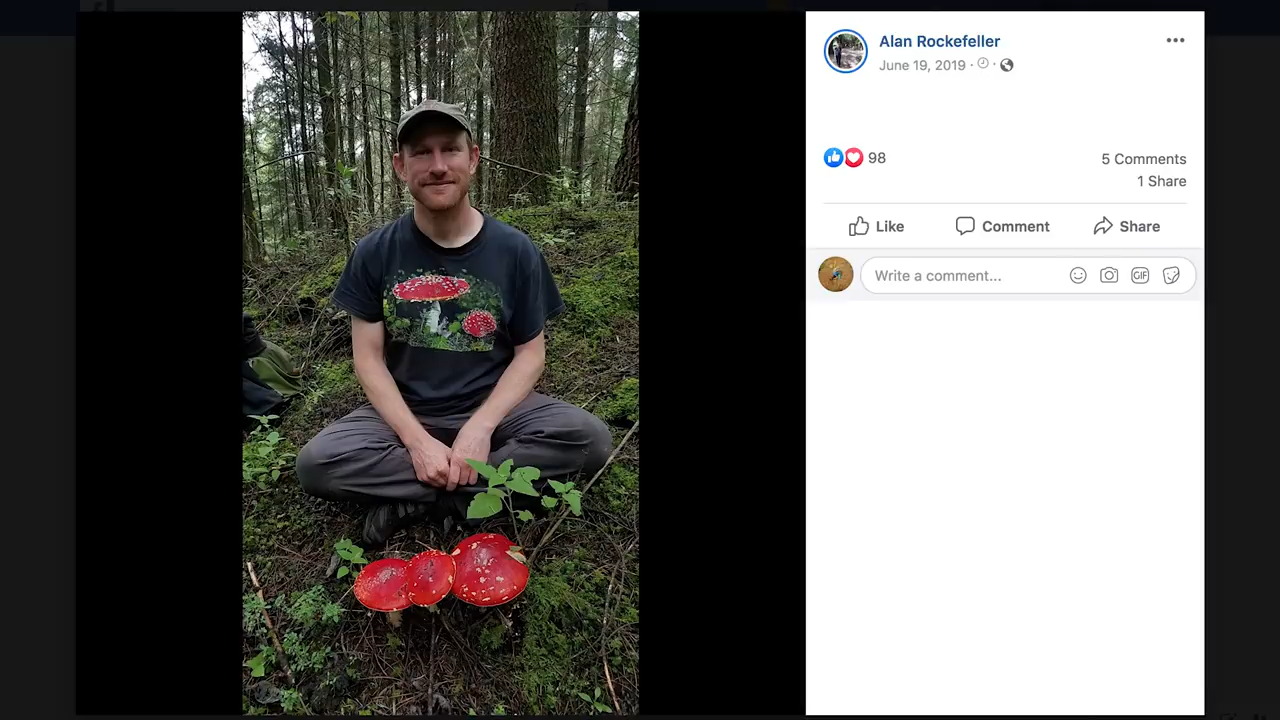 Alan Rockefeller
June 19, 2019 ·
98
5 Comments
1 Share
Like
Comment
Share
Write a comment...
GIF